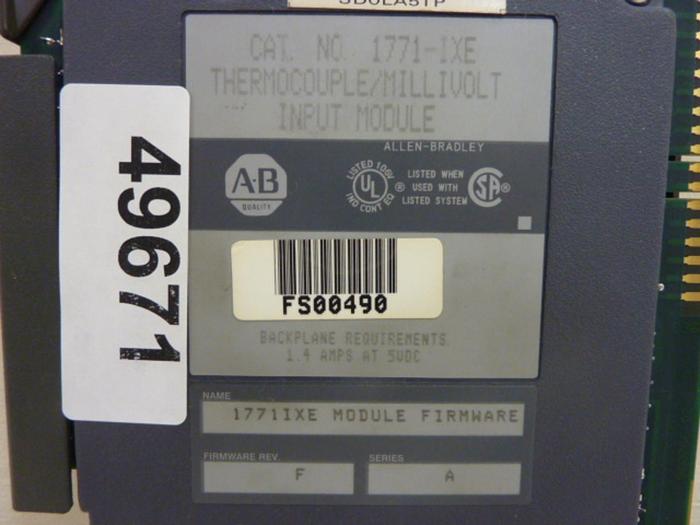 CAT. NO. 1771-IXE
THERMOCOUPLE/MILLIVOLT
INPUT MODULE
ALLEN-BRADLEY
A-B
QUALITY
LISTED 106V
UL
IND CONT EQ
®
LISTED WHEN
USED WITH
LISTED SYSTEM
SA®
FS00490
BACKPLANE REQUIREMENTS
1.4 AMPS AT 5VDC
NAME
1771IXE MODULE FIRMWARE
FIRMWARE REV.
F
SERIES
A
49671